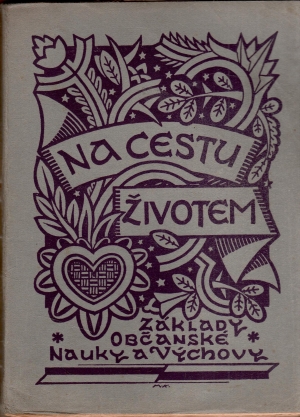 NA CESTU
ŽIVOTEM
ZÁKLADY
* OBČANSKÉ *
NAUKY A VÝCHOVY